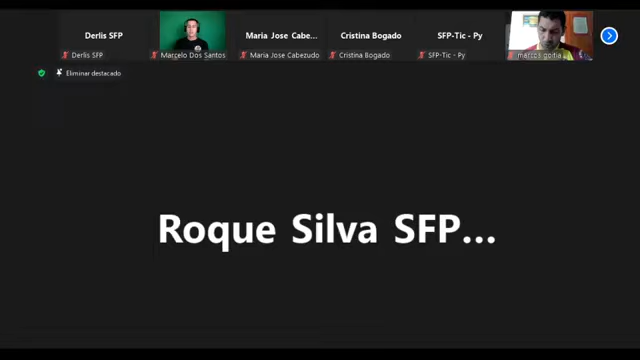 Derlis SFP
Maria Jose Cabe...
Cristina Bogado
SFP-Tic - Py
Derlis SFP
Marcelo Dos Santos
Maria Jose Cabezudo
Cristina Bogado
SFP-Tic - Py
marcos goitia
Eliminar destacado
Roque Silva SFP...